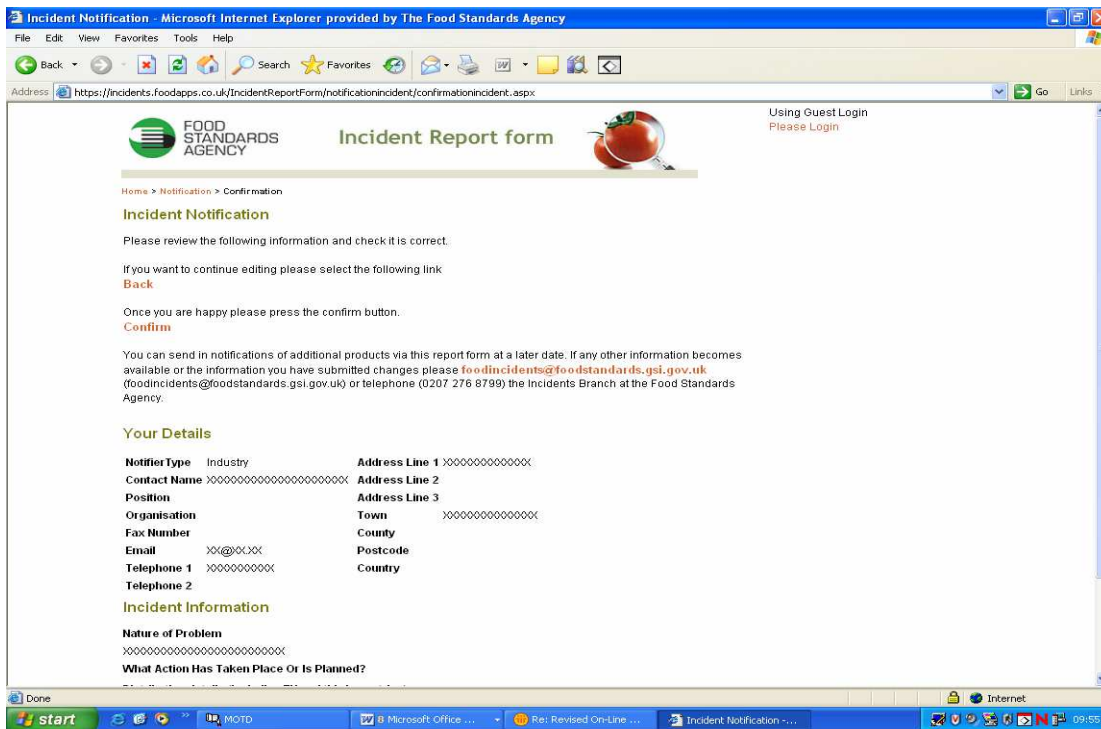 Incident Notification - Microsoft Internet Explorer provided by The Food Standards Agency
File Edit View Favorites Tools Help
Back Search Favorites
Address https://incidents.foodapps.co.uk/IncidentReportForm/notificationincident/confirmationincident.aspx Go Links
Using Guest Login
Please Login
FOOD
STANDARDS
AGENCY
Incident Report form
Home > Notification > Confirmation
Incident Notification
Please review the following information and check it is correct.
If you want to continue editing please select the following link
Back
Once you are happy please press the confirm button.
Confirm
You can send in notifications of additional products via this report form at a later date. If any other information becomes
available or the information you have submitted changes please foodincidents@foodstandards.gsi.gov.uk
(foodincidents@foodstandards.gsi.gov.uk) or telephone (0207 276 8799) the Incidents Branch at the Food Standards
Agency.
Your Details
NotifierType Industry Address Line 1 XXXXXXXXXXXXX
Contact Name XXXXXXXXXXXXXXXXXXXXX Address Line 2
Position Address Line 3
Organisation Town XXXXXXXXXXXXXX
Fax Number County
Email XX@XX.XX Postcode
Telephone 1 XXXXXXXXXX Country
Telephone 2
Incident Information
Nature of Problem
XXXXXXXXXXXXXXXXXXXXXXXX
What Action Has Taken Place Or Is Planned?
Done Internet
start MOTD 8 Microsoft Office ... Re: Revised On-Line ... Incident Notification -... 09:55